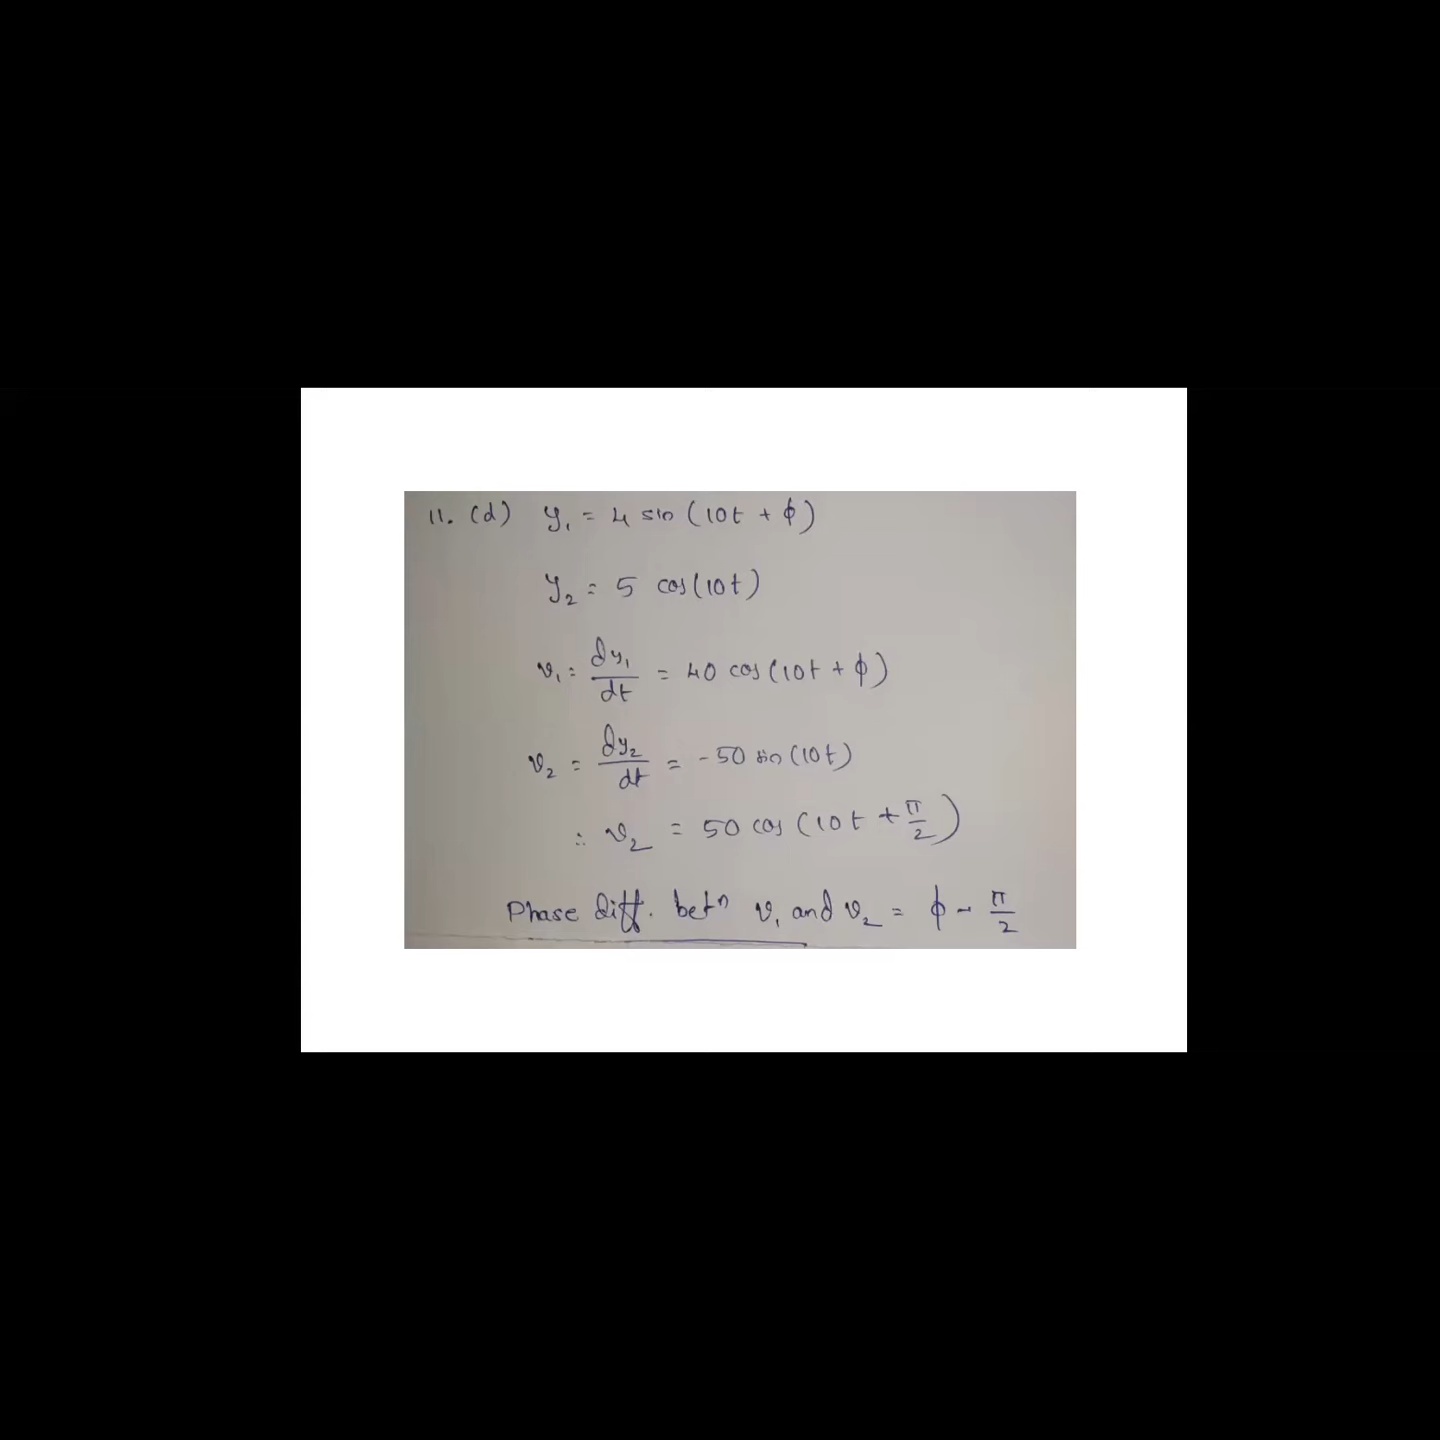 11. (d) y₁ = 4 sin (10t + ϕ)
y₂ = 5 cos(10t)
v₁ = dy₁/dt = 40 cos(10t + ϕ)
v₂ = dy₂/dt = -50 sin(10t)
∴ v₂ = 50 cos (10t + π/2)
Phase diff. betⁿ v₁ and v₂ = ϕ - π/2